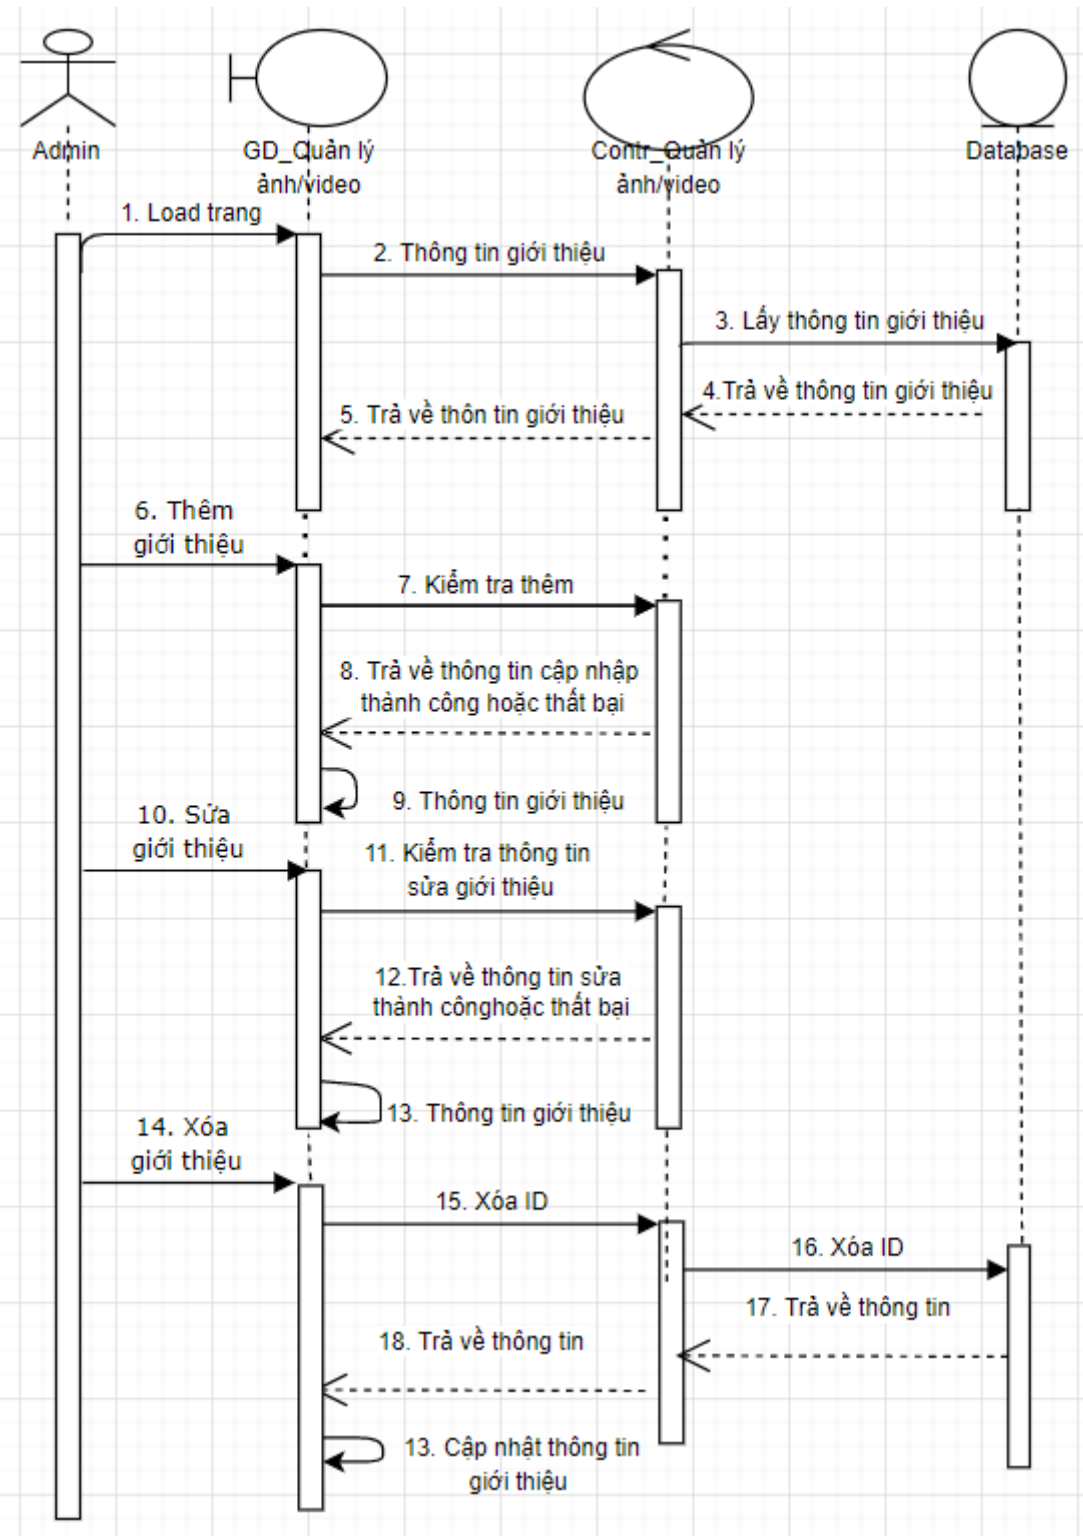 Admin
GD_Quản lý
ảnh/video
Contr_Quản lý
ảnh/video
Database
1. Load trang
2. Thông tin giới thiệu
3. Lấy thông tin giới thiệu
4.Trả về thông tin giới thiệu
5. Trả về thôn tin giới thiệu
6. Thêm
giới thiệu
7. Kiểm tra thêm
8. Trả về thông tin cập nhập
thành công hoặc thất bại
9. Thông tin giới thiệu
10. Sửa
giới thiệu
11. Kiểm tra thông tin
sửa giới thiệu
12.Trả về thông tin sửa
thành cônghoặc thất bại
13. Thông tin giới thiệu
14. Xóa
giới thiệu
15. Xóa ID
16. Xóa ID
17. Trả về thông tin
18. Trả về thông tin
13. Cập nhật thông tin
giới thiệu